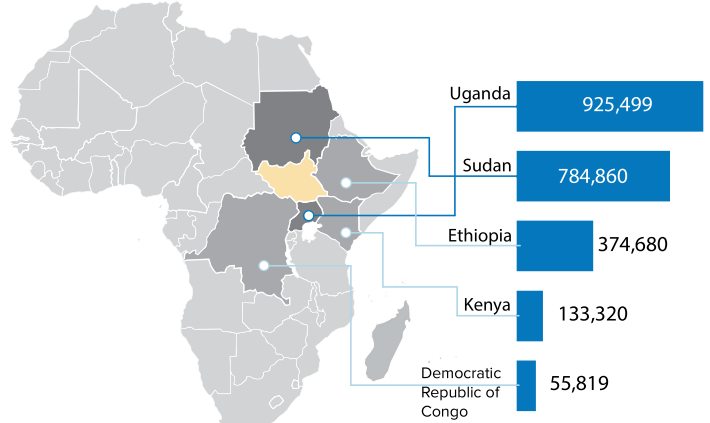 Uganda
925,499
Sudan
784,860
Ethiopia
374,680
Kenya
133,320
Democratic
Republic of
Congo
55,819